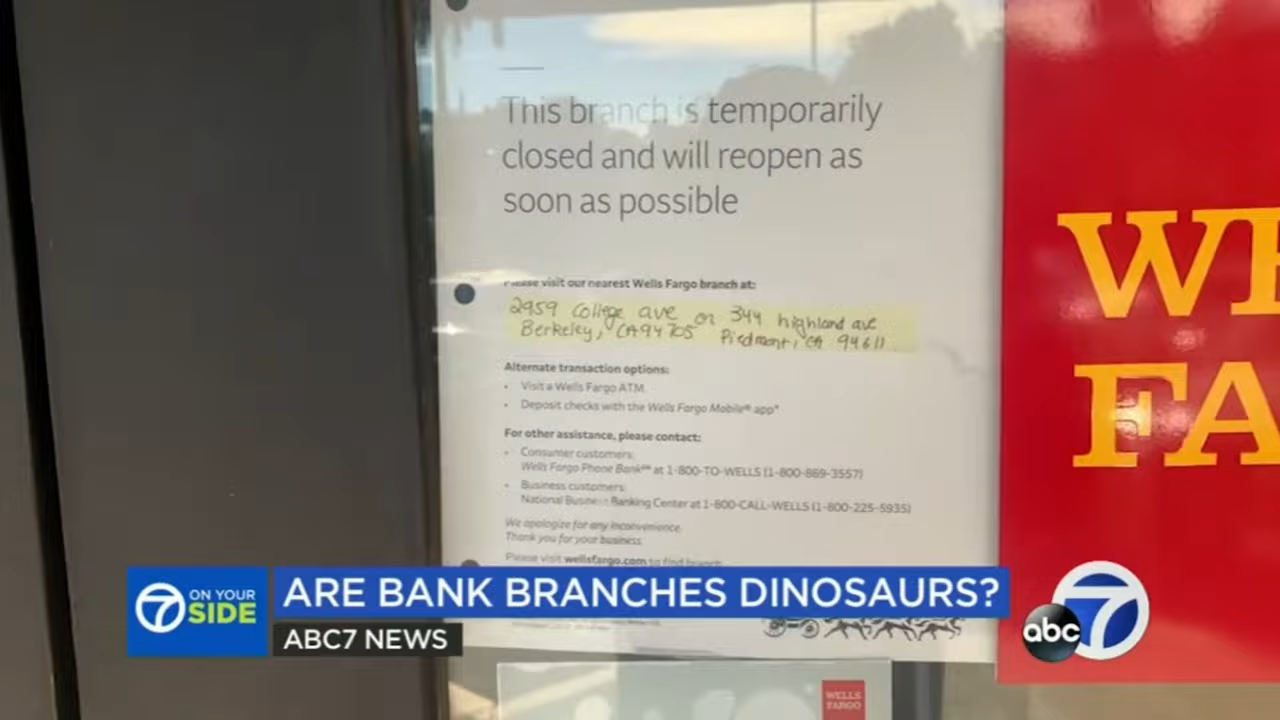 This branch is temporarily
closed and will reopen as
soon as possible
Please visit our nearest Wells Fargo branch at:
2959 College ave or 344 highland ave
Berkeley, CA 94705 Piedmont, CA 94611
Alternate transaction options:
• Visit a Wells Fargo ATM
• Deposit checks with the Wells Fargo Mobile® app*
For other assistance, please contact:
• Consumer customers:
Wells Fargo Phone Bank℠ at 1-800-TO-WELLS (1-800-869-3557)
• Business customers:
National Business Banking Center at 1-800-CALL-WELLS (1-800-225-5935)
We apologize for any inconvenience.
Thank you for your business.
Please visit wellsfargo.com to find branch
WE
FA
7 ON YOUR
SIDE
ARE BANK BRANCHES DINOSAURS?
ABC7 NEWS
abc 7
WELLS
FARGO